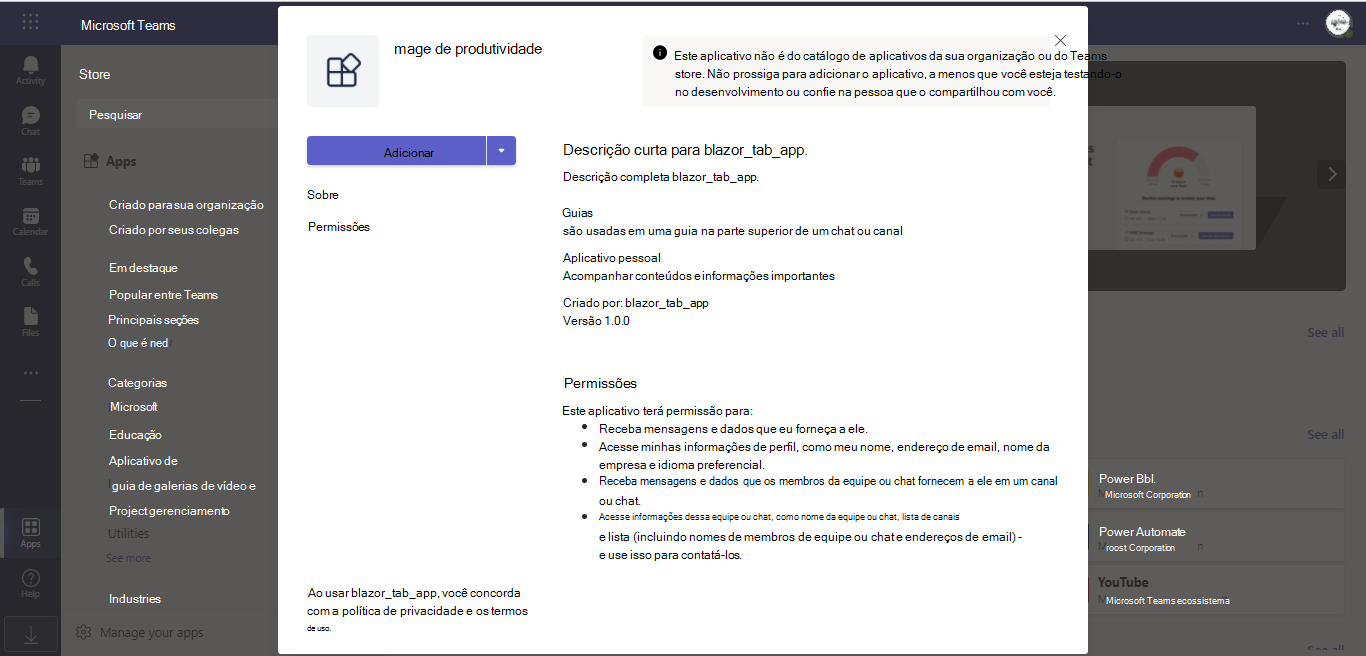 Microsoft Teams
Activity
Chat
Teams
Calendar
Calls
Files
Apps
Help
Store
Pesquisar
Apps
Criado para sua organização
Criado por seus colegas
Em destaque
Popular entre Teams
Principais seções
O que é ned
Categorias
Microsoft
Educação
Aplicativo de
guia de galerias de vídeo e
Project gerenciamento
Utilities
See more
Industries
Manage your apps
mage de produtividade
Este aplicativo não é do catálogo de aplicativos da sua organização ou do Teams
store. Não prossiga para adicionar o aplicativo, a menos que você esteja testando-o
no desenvolvimento ou confie na pessoa que o compartilhou com você.
Adicionar
Sobre
Permissões
Descrição curta para blazor_tab_app.
Descrição completa blazor_tab_app.
Guias
são usadas em uma guia na parte superior de um chat ou canal
Aplicativo pessoal
Acompanhar conteúdos e informações importantes
Criado por: blazor_tab_app
Versão 1.0.0
Permissões
Este aplicativo terá permissão para:
Receba mensagens e dados que eu forneça a ele.
Acesse minhas informações de perfil, como meu nome, endereço de email, nome da
empresa e idioma preferencial.
Receba mensagens e dados que os membros da equipe ou chat fornecem a ele em um canal
ou chat.
Acesse informações dessa equipe ou chat, como nome da equipe ou chat, lista de canais
e lista (incluindo nomes de membros de equipe ou chat e endereços de email) -
e use isso para contatá-los.
Ao usar blazor_tab_app, você concorda
com a política de privacidade e os termos
de uso.
See all
See all
Power Bbl.
Microsoft Corporation
Power Automate
roost Corporation
YouTube
Microsoft Teams ecossistema
See all